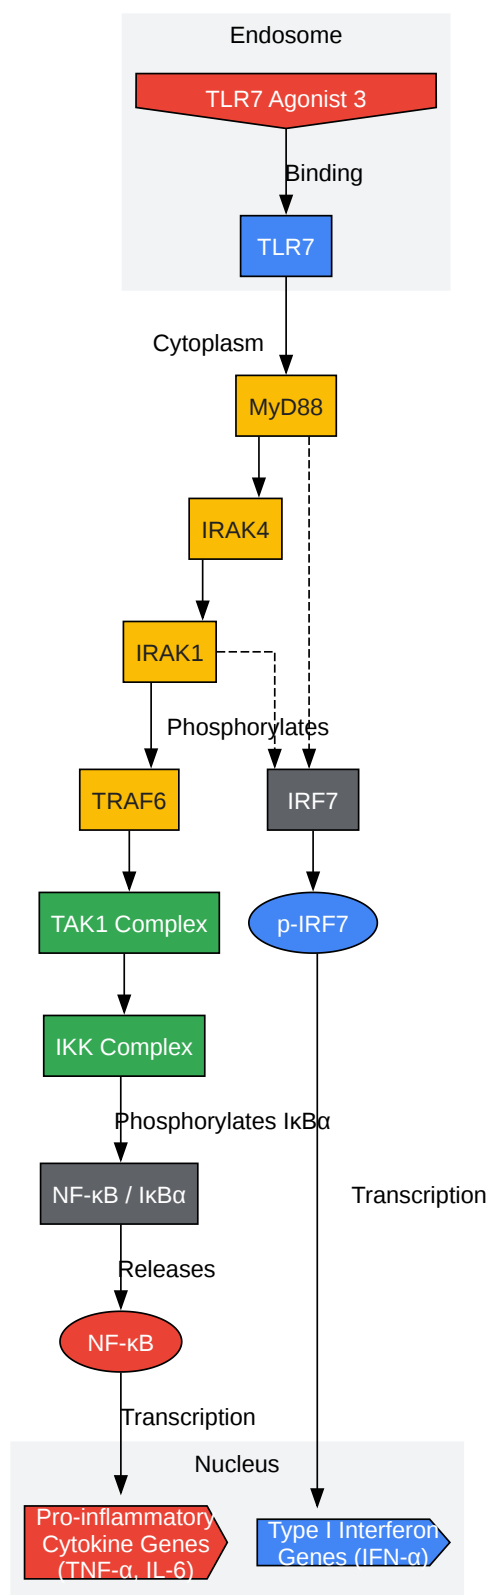 Endosome
TLR7 Agonist 3
Binding
TLR7
Cytoplasm
MyD88
IRAK4
IRAK1
Phosphorylates
TRAF6
IRF7
TAK1 Complex
p-IRF7
IKK Complex
Phosphorylates IκBα
NF-κB / IκBα
Transcription
Releases
NF-κB
Transcription
Nucleus
Pro-inflammatory
Cytokine Genes
(TNF-α, IL-6)
Type I Interferon
Genes (IFN-α)